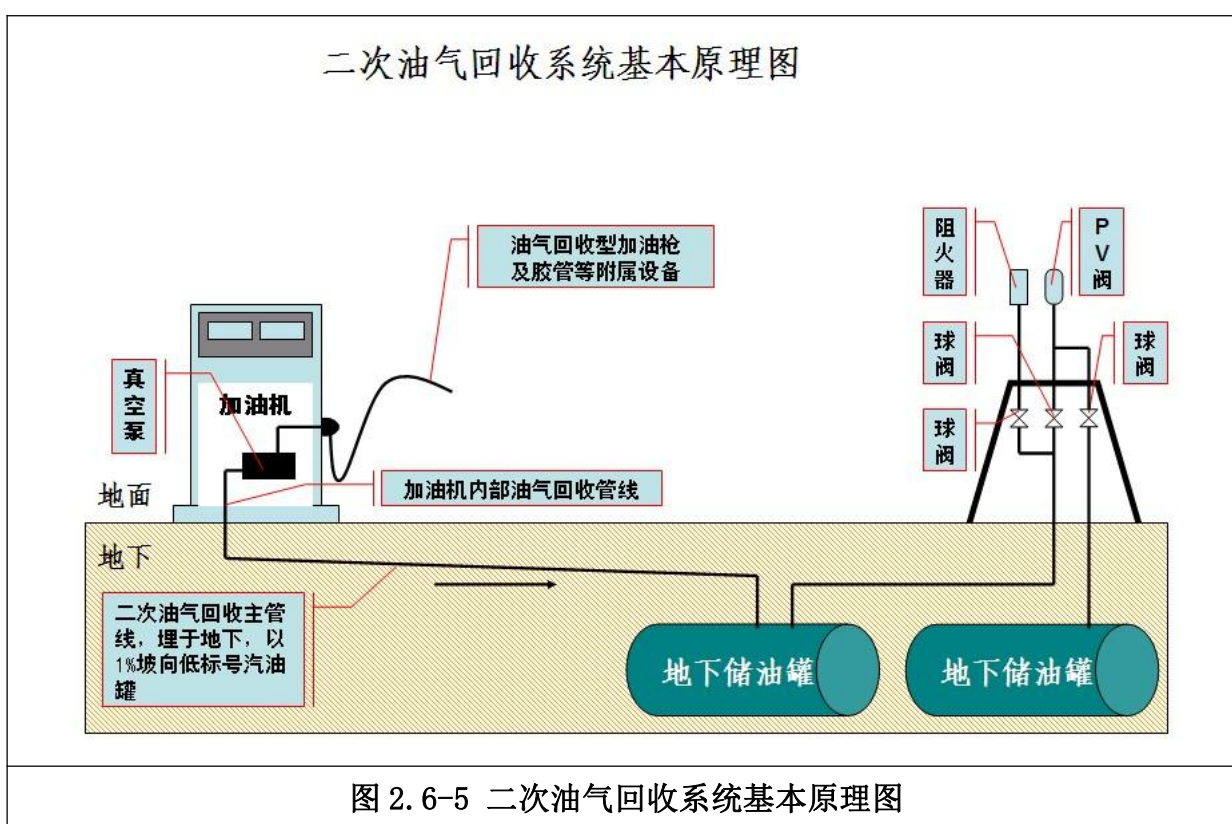 二次油气回收系统基本原理图
阻
火
器
P
V
阀
油气回收型加油枪
及胶管等附属设备
球
阀
球
阀
真
空
泵
加油机
球
阀
加油机内部油气回收管线
地面
地下
二次油气回收主管
线，埋于地下，以
1%坡向低标号汽油
罐
地下储油罐
地下储油罐
图 2.6-5 二次油气回收系统基本原理图